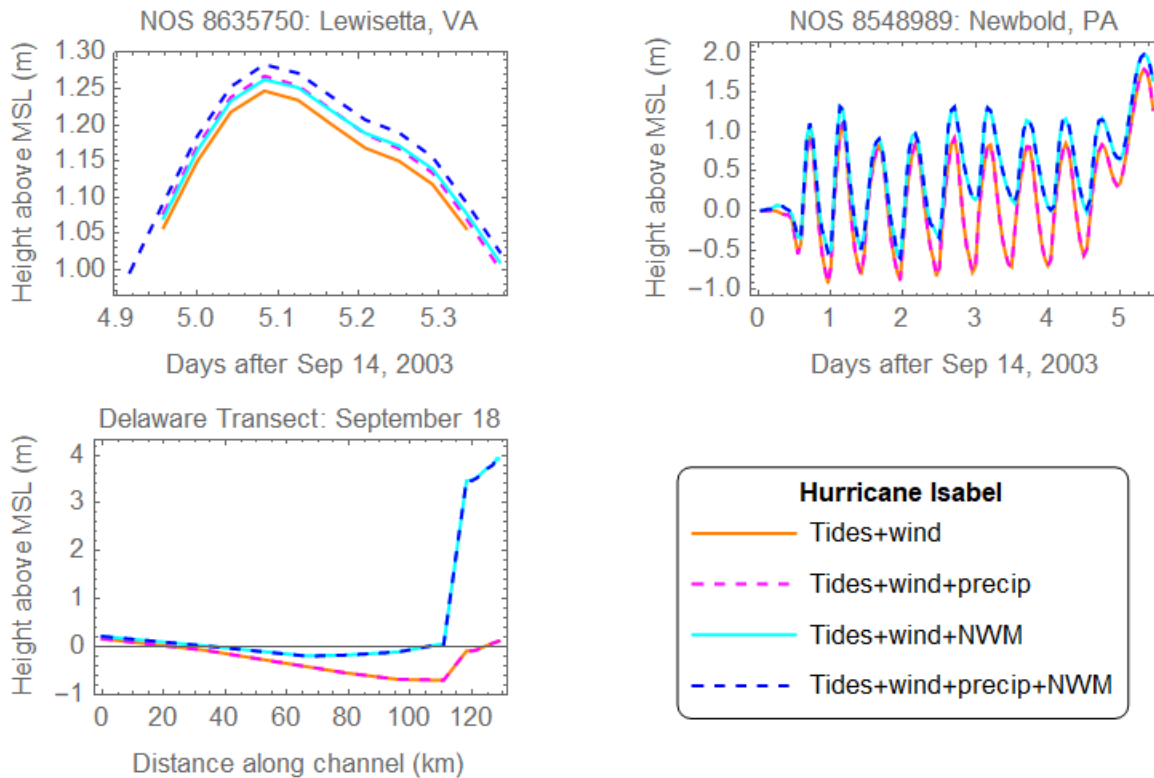 NOS 8635750: Lewisetta, VA
Height above MSL (m)
1.30
1.25
1.20
1.15
1.10
1.05
1.00
4.9 5.0 5.1 5.2 5.3
Days after Sep 14, 2003
NOS 8548989: Newbold, PA
Height above MSL (m)
2.0
1.5
1.0
0.5
0.0
-0.5
-1.0
0 1 2 3 4 5
Days after Sep 14, 2003
Delaware Transect: September 18
Height above MSL (m)
4
3
2
1
0
-1
0 20 40 60 80 100 120
Distance along channel (km)
Hurricane Isabel
Tides+wind
Tides+wind+precip
Tides+wind+NWM
Tides+wind+precip+NWM